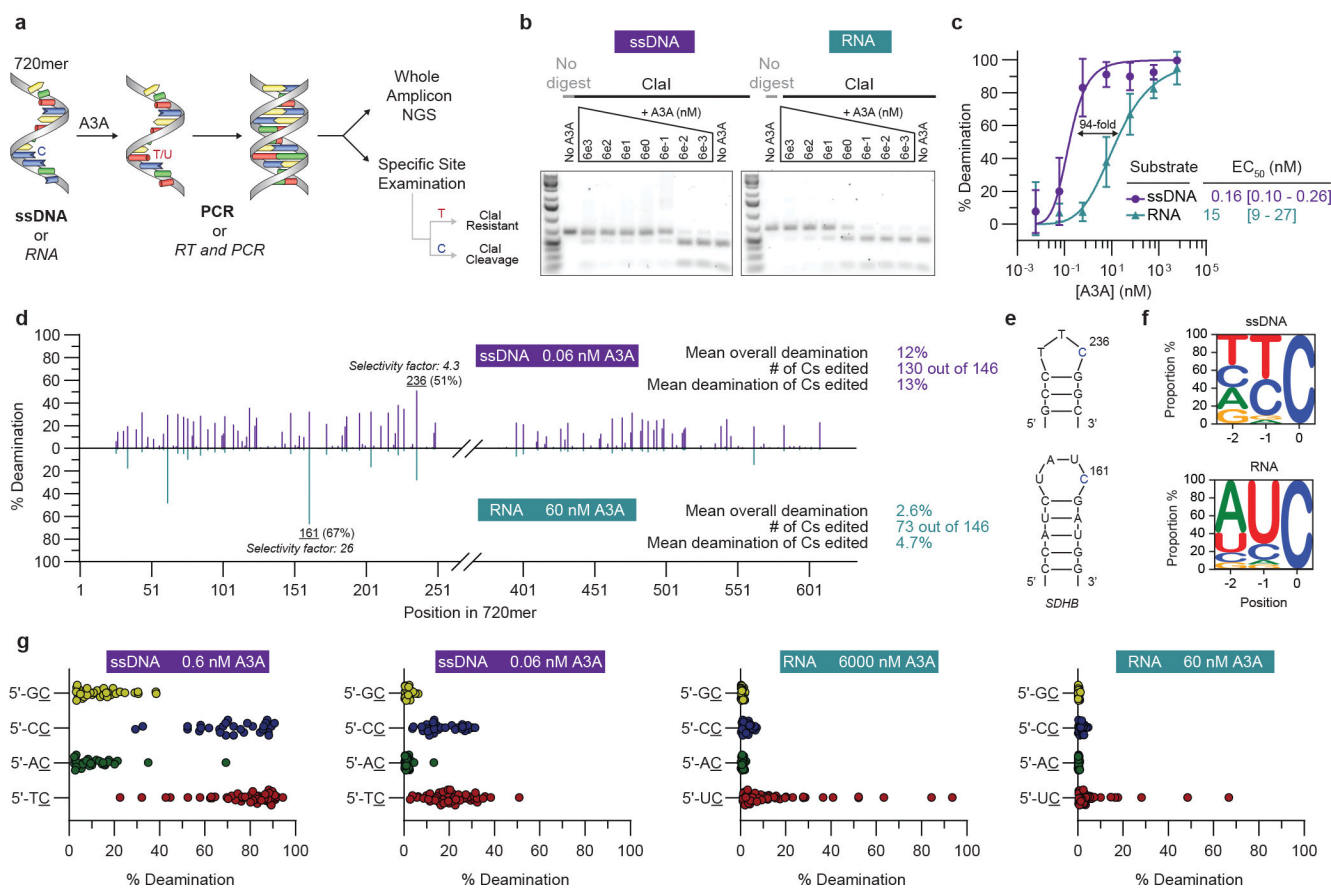 a
720mer
A3A
C
T/U
ssDNA
or
RNA
PCR
or
RT and PCR
Whole
Amplicon
NGS
Specific Site
Examination
T
ClaI
Resistant
C
ClaI
Cleavage
b
ssDNA
No
digest
ClaI
+ A3A (nM)
No A3A
6e3
6e2
6e1
6e0
6e-1
6e-2
6e-3
No A3A
RNA
No
digest
ClaI
+ A3A (nM)
No A3A
6e3
6e2
6e1
6e0
6e-1
6e-2
6e-3
No A3A
c
% Deamination
100
80
60
40
20
0
94-fold
Substrate EC50 (nM)
ssDNA 0.16 [0.10 - 0.26]
RNA 15 [9 - 27]
10-3 10-1 101 103 105
[A3A] (nM)
d
% Deamination
100
80
60
40
20
0
20
40
60
80
100
ssDNA 0.06 nM A3A
Mean overall deamination 12%
# of Cs edited 130 out of 146
Mean deamination of Cs edited 13%
Selectivity factor: 4.3
236 (51%)
161 (67%)
Selectivity factor: 26
RNA 60 nM A3A
Mean overall deamination 2.6%
# of Cs edited 73 out of 146
Mean deamination of Cs edited 4.7%
1 51 101 151 201 251 401 451 501 551 601
Position in 720mer
e
T
T C 236
T
C G
C G
G C
5' 3'
A U
U C 161
C G
U A
A U
C G
C G
5' 3'
SDHB
f
ssDNA
Proportion %
100
80
60
40
20
0
T T C
C C
A
G
-2 -1 0
RNA
Proportion %
100
80
60
40
20
0
A U C
U C
C A
-2 -1 0
Position
g
ssDNA 0.6 nM A3A
5'-GC
5'-CC
5'-AC
5'-TC
0 20 40 60 80 100
% Deamination
ssDNA 0.06 nM A3A
5'-GC
5'-CC
5'-AC
5'-TC
0 20 40 60 80 100
% Deamination
RNA 6000 nM A3A
5'-GC
5'-CC
5'-AC
5'-UC
0 20 40 60 80 100
% Deamination
RNA 60 nM A3A
5'-GC
5'-CC
5'-AC
5'-UC
0 20 40 60 80 100
% Deamination